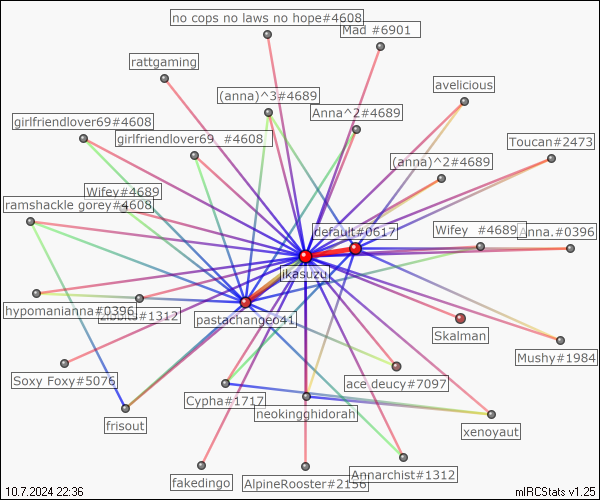 no cops no laws no hope#4608
Mad #6901
rattgaming
avelicious
(anna)^3#4689
Anna^2#4689
girlfriendlover69#4608
girlfriendlover69 #4608
Toucan#2473
(anna)^2#4689
Wifey#4689
ramshackle gorey#4608
default#0617
Wifey #4689
Anna.#0396
ikasuzu
hypomanianna#0396
#1312
pastachange041
Skalman
Mushy#1984
Soxy Foxy#5076
ace deucy#7097
Cypha#1717
neokingghidorah
frisout
xenoyaut
Annarchist#1312
fakedingo
AlpineRooster#2156
10.7.2024 22:36
mIRCStats v1.25